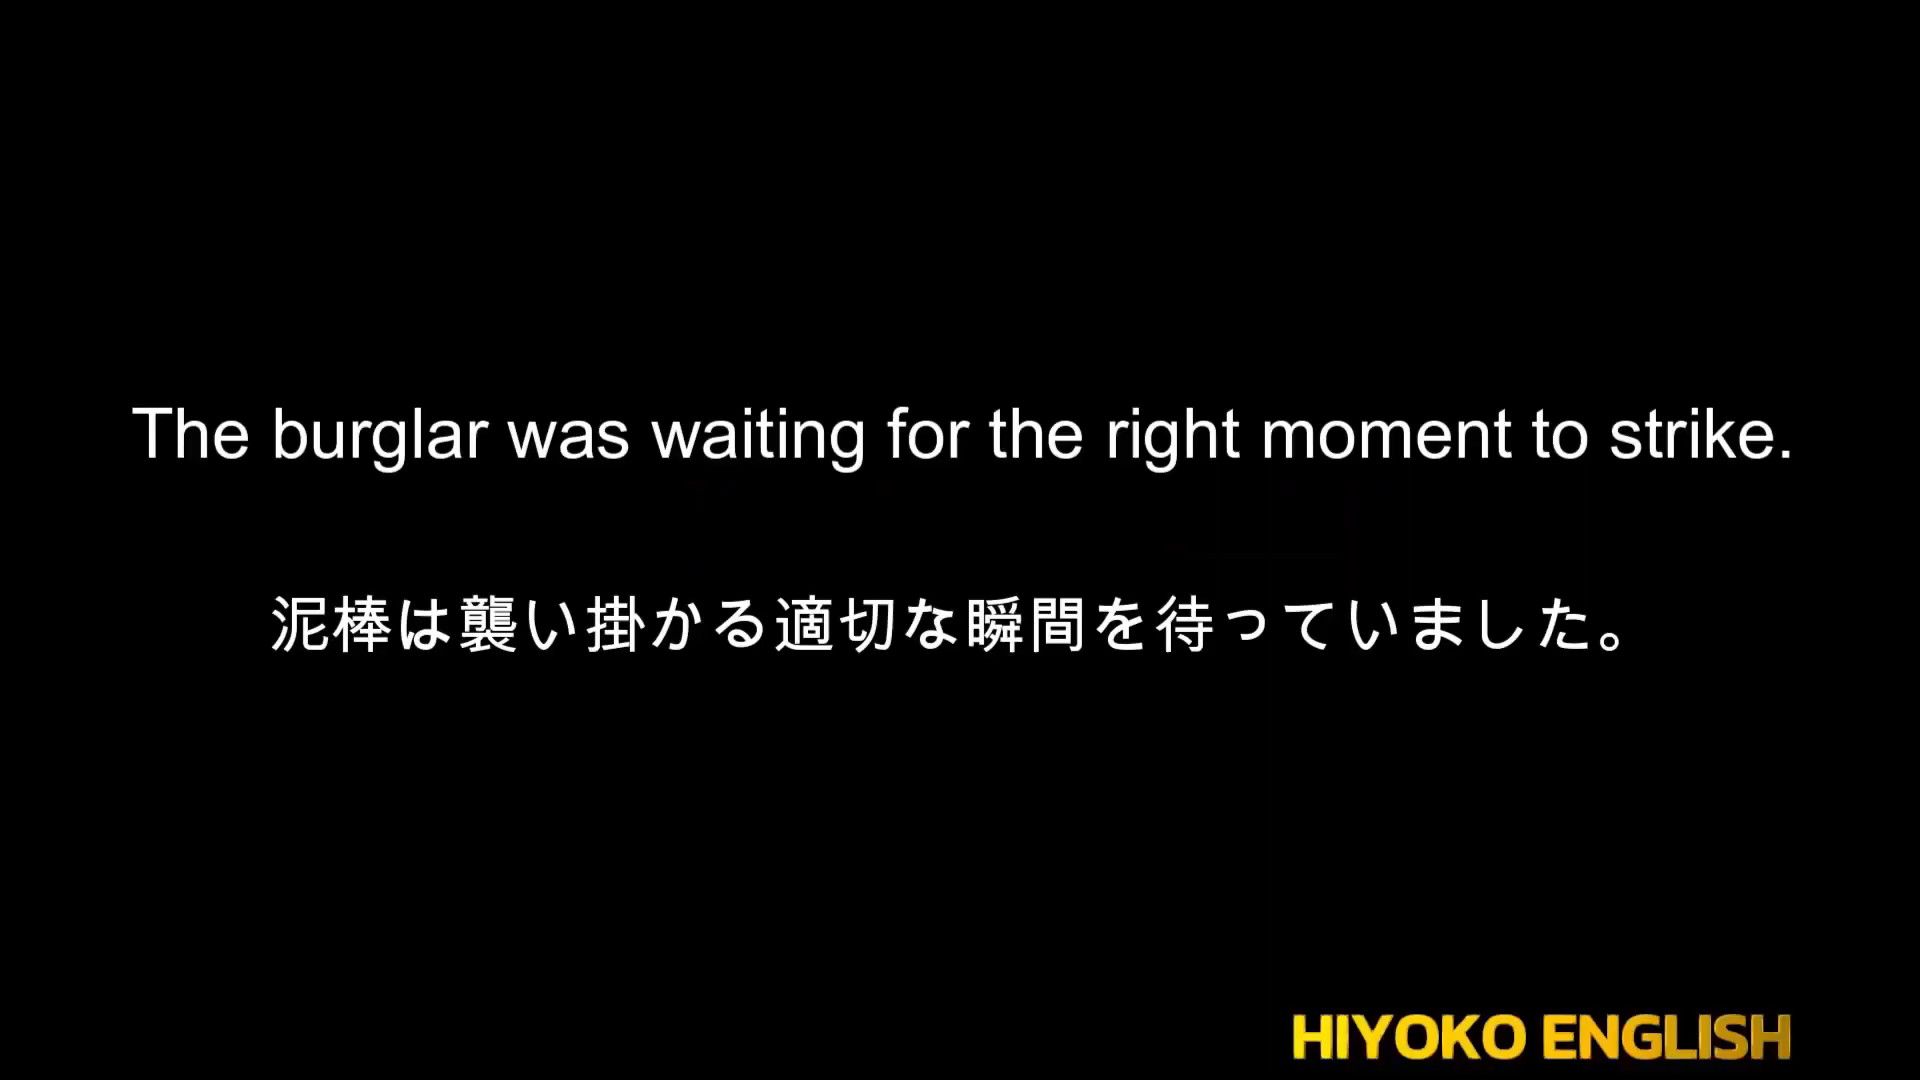 The burglar was waiting for the right moment to strike.
泥棒は襲い掛かる適切な瞬間を待っていました。
HIYOKO ENGLISH